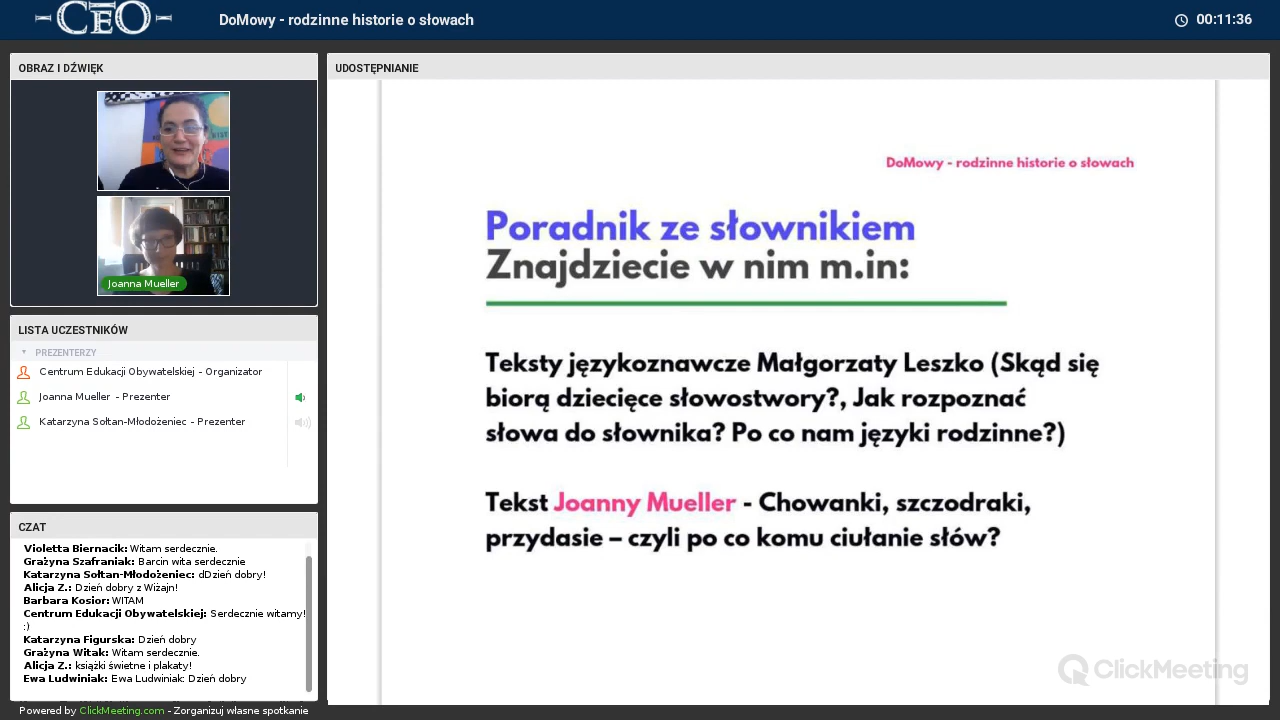 CEO
DoMowy - rodzinne historie o słowach
00:11:36
OBRAZ I DŹWIĘK
Joanna Mueller
LISTA UCZESTNIKÓW
PREZENTERZY
Centrum Edukacji Obywatelskiej - Organizator
Joanna Mueller - Prezenter
Katarzyna Sołtan-Młodożeniec - Prezenter
CZAT
Violetta Biernacik: Witam serdecznie.
Grażyna Szafraniak: Barcin wita serdecznie
Katarzyna Sołtan-Młodożeniec: dDzień dobry!
Alicja Z.: Dzień dobry z Wiżajn!
Barbara Kosior: WITAM
Centrum Edukacji Obywatelskiej: Serdecznie witamy!
:)
Katarzyna Figurska: Dzień dobry
Grażyna Witak: Witam serdecznie.
Alicja Z.: książki świetne i plakaty!
Ewa Ludwiniak: Ewa Ludwiniak: Dzień dobry
Powered by ClickMeeting.com - Zorganizuj własne spotkanie
UDOSTĘPNIANIE
DoMowy - rodzinne historie o słowach
Poradnik ze słownikiem
Znajdziecie w nim m.in:
Teksty językoznawcze Małgorzaty Leszko (Skąd się
biorą dziecięce słowostwory?, Jak rozpoznać
słowa do słownika? Po co nam języki rodzinne?)
Tekst Joanny Mueller - Chowanki, szczodraki,
przydasie – czyli po co komu ciułanie słów?
ClickMeeting